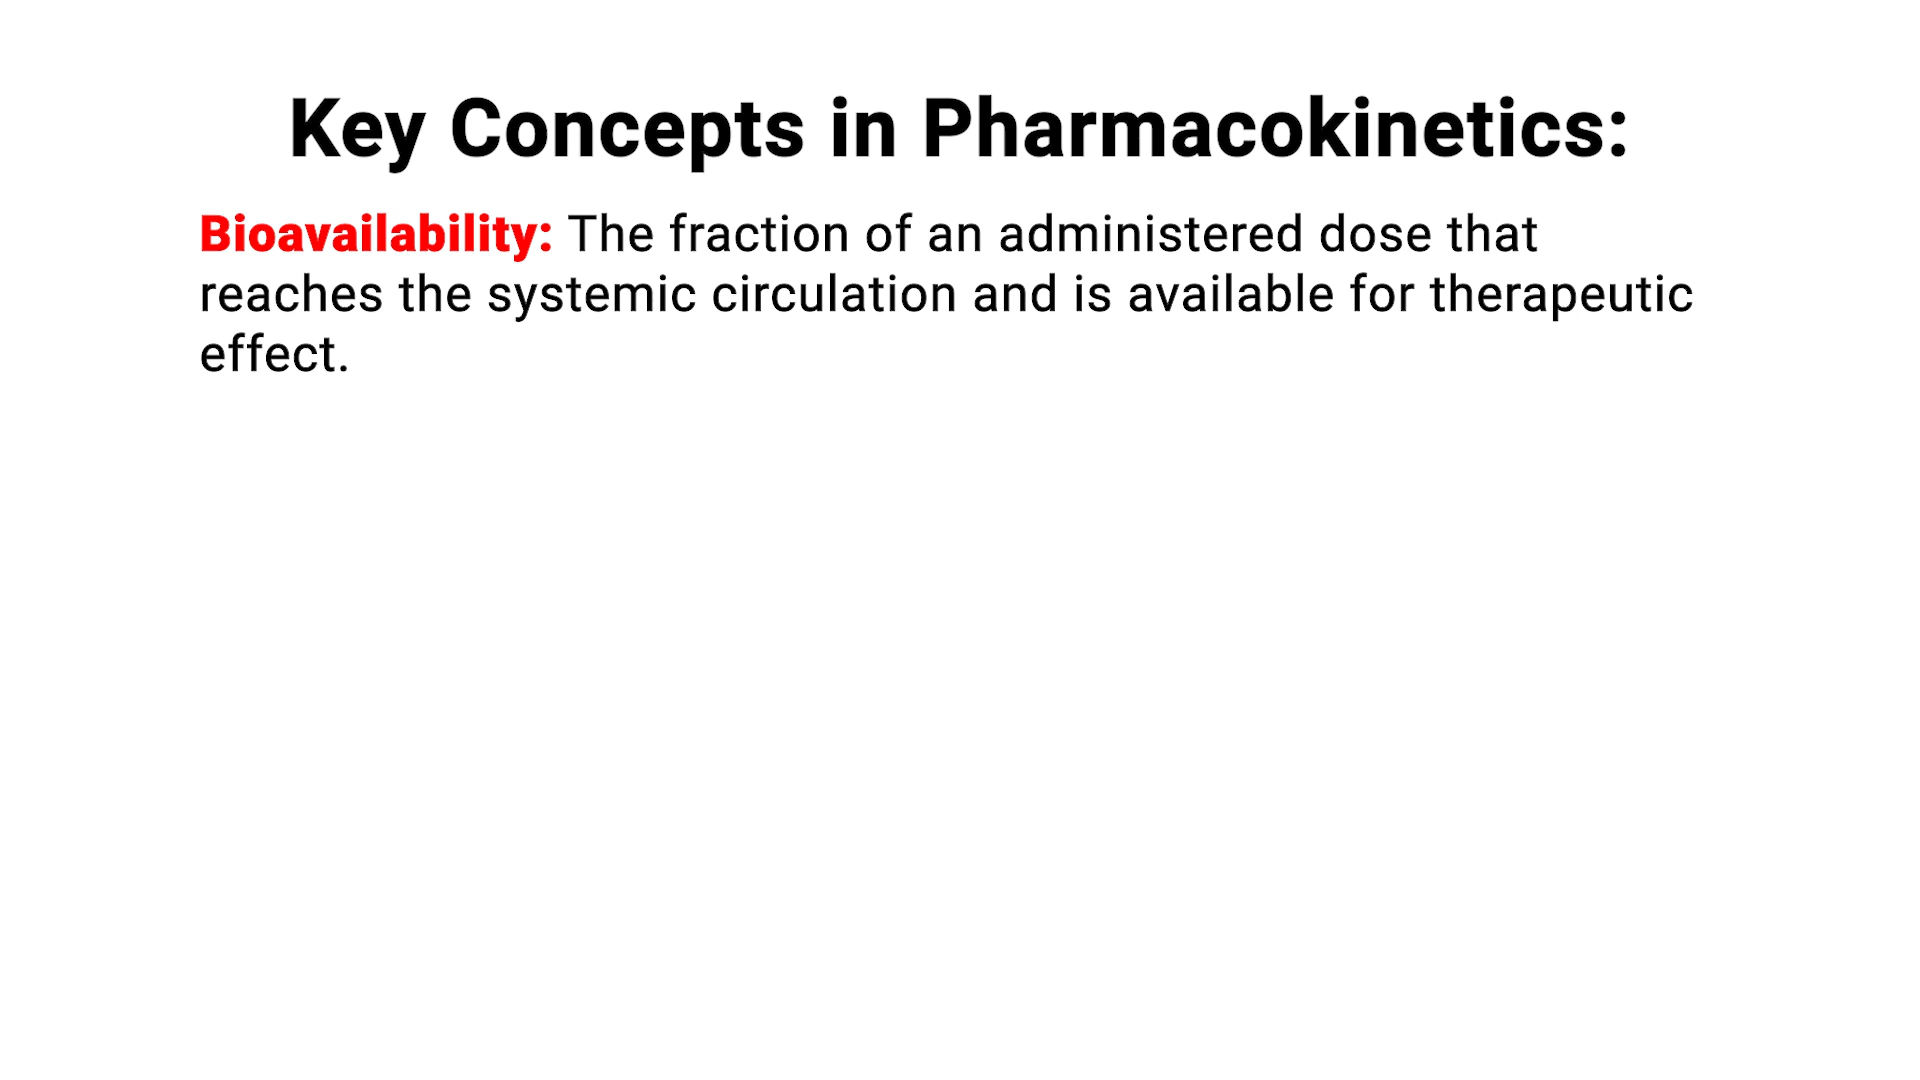 Key Concepts in Pharmacokinetics:
Bioavailability: The fraction of an administered dose that
reaches the systemic circulation and is available for therapeutic
effect.